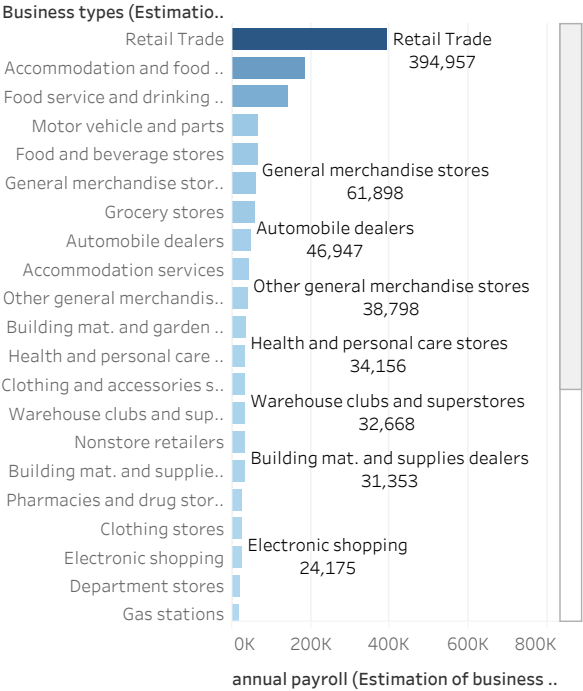 Business types (Estimatio..
Retail Trade
Retail Trade
394,957
Accommodation and food ..
Food service and drinking ..
Motor vehicle and parts
Food and beverage stores
General merchandise stor..
General merchandise stores
61,898
Grocery stores
Automobile dealers
Automobile dealers
46,947
Accommodation services
Other general merchandis..
Other general merchandise stores
38,798
Building mat. and garden ..
Health and personal care ..
Health and personal care stores
34,156
Clothing and accessories s..
Warehouse clubs and sup..
Warehouse clubs and superstores
32,668
Nonstore retailers
Building mat. and supplie..
Building mat. and supplies dealers
31,353
Pharmacies and drug stor..
Clothing stores
Electronic shopping
Electronic shopping
24,175
Department stores
Gas stations
0K 200K 400K 600K 800K
annual payroll (Estimation of business ..